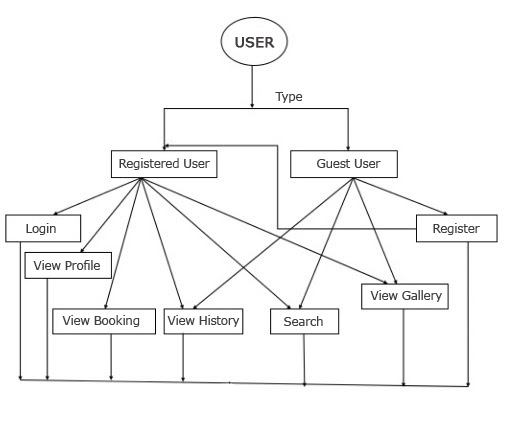 USER
Type
Registered User
Guest User
Login
Register
View Profile
View Gallery
View Booking
View History
Search